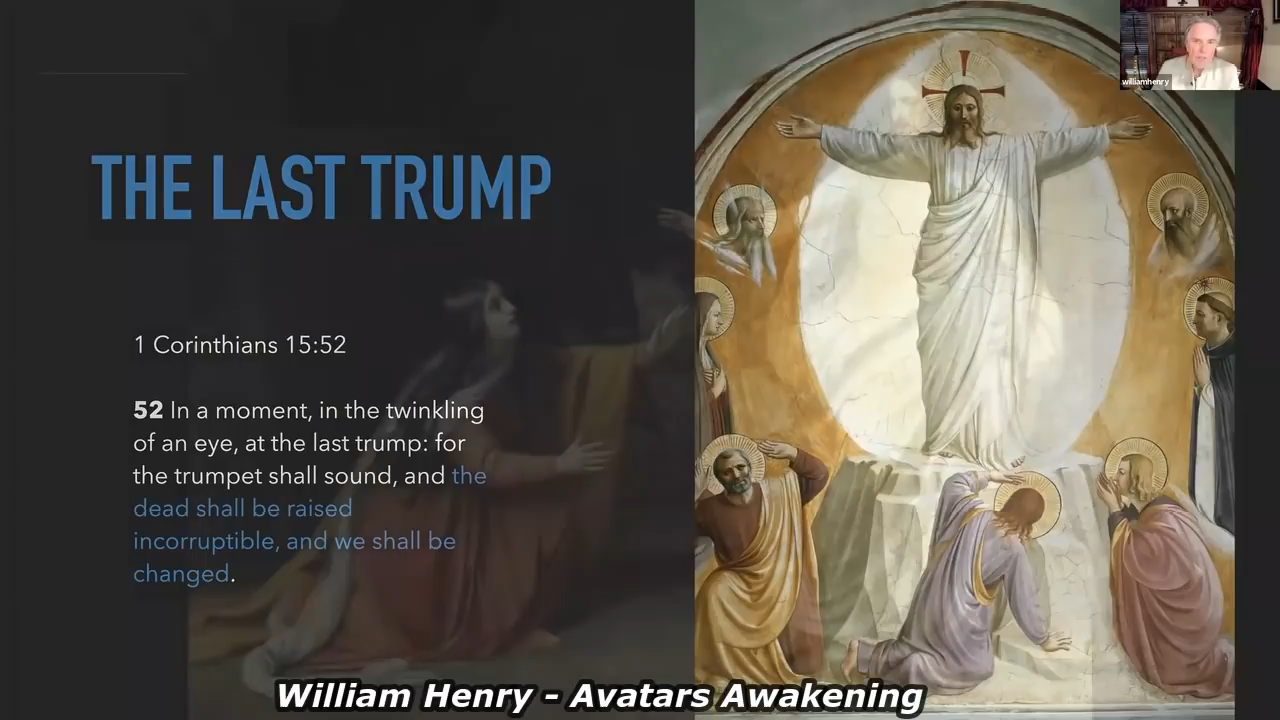 williamhenry
THE LAST TRUMP
1 Corinthians 15:52
52 In a moment, in the twinkling
of an eye, at the last trump: for
the trumpet shall sound, and the
dead shall be raised
incorruptible, and we shall be
changed.
William Henry - Avatars Awakening